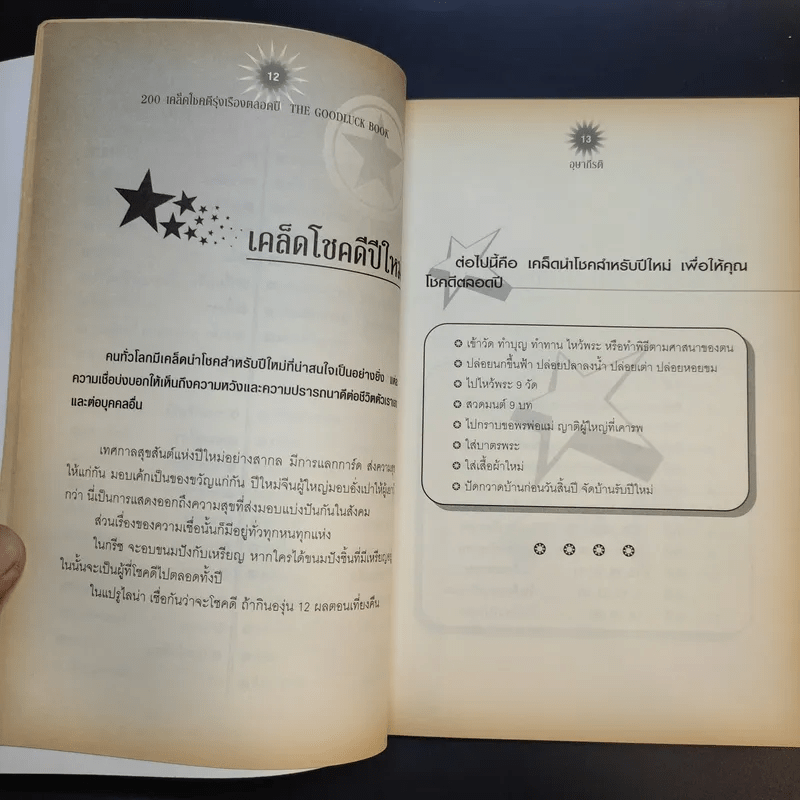 12
200 เคล็ดโชคดีรุ่งเรืองตลอดปี THE GOODLUCK BOOK
เคล็ดโชคดีปีใหม่
คนทั่วโลกมีเคล็ดนำโชคสำหรับปีใหม่ที่น่าสนใจเป็นอย่างยิ่ง
ความเชื่อบ่งบอกให้เห็นถึงความหวังและความปรารถนาดีต่อชีวิตตัวเรา
และต่อบุคคลอื่น
เทศกาลสุขสันต์แห่งปีใหม่อย่างสากล มีการแลกการ์ด ส่งความสุข
ให้แก่กัน มอบเค้กเป็นของขวัญแก่กัน ปีใหม่จีนผู้ใหญ่มอบอั่งเปาให้ผู้
กว่า นี่เป็นการแสดงออกถึงความสุขที่ส่งมอบแบ่งปันกันในสังคม
ส่วนเรื่องของความเชื่อนั้นก็มีอยู่ทั่วทุกหนทุกแห่ง
ในกรีซ จะอบขนมปังกับเหรียญ หากใครได้ขนมปังชิ้นที่มีเหรียญ
ในนั้นจะเป็นผู้ที่โชคดีไปตลอดทั้งปี
ในแปรูไลน่า เชื่อกันว่าจะโชคดี ถ้ากินองุ่น 12 ผลตอนเที่ยงคืน
13
อุษาภีรติ
ต่อไปนี้คือ เคล็ดนำโชคสำหรับปีใหม่ เพื่อให้คุณ
โชคดีตลอดปี
เข้าวัด ทำบุญ ทำทาน ไหว้พระ หรือทำพิธีตามศาสนาของตน
ปล่อยนกขึ้นฟ้า ปล่อยปลาลงน้ำ ปล่อยเต่า ปล่อยหอยขม
ไปไหว้พระ 9 วัด
สวดมนต์ 9 บท
ไปกราบขอพรพ่อแม่ ญาติผู้ใหญ่ที่เคารพ
ใส่บาตรพระ
ใส่เสื้อผ้าใหม่
ปัดกวาดบ้านก่อนวันสิ้นปี จัดบ้านรับปีใหม่